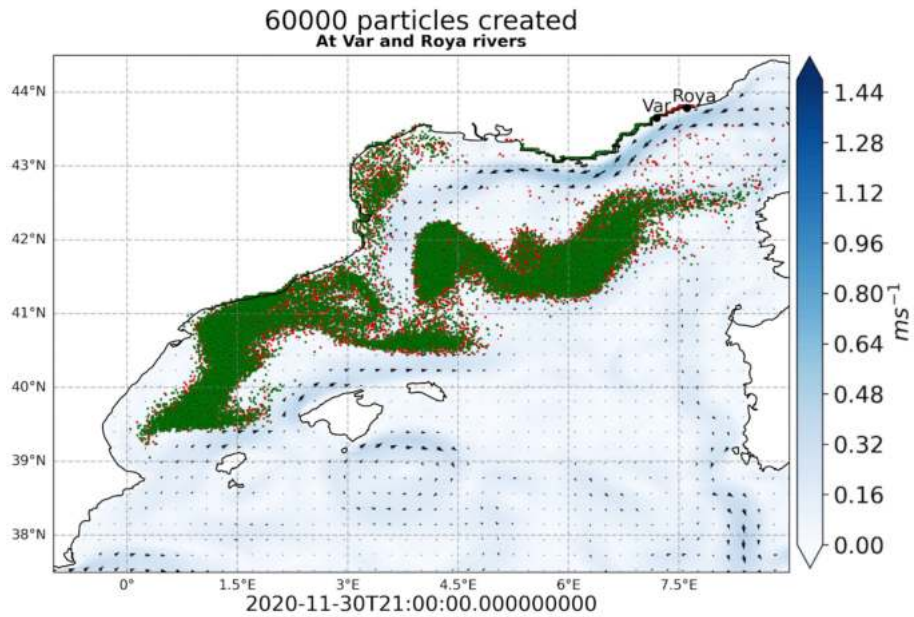 60000 particles created
At Var and Roya rivers
44°N
43°N
42°N
41°N
40°N
39°N
38°N
Var
Roya
0°
1.5°E
3°E
4.5°E
6°E
7.5°E
2020-11-30T21:00:00.000000000
1.44
1.28
1.12
0.96
0.80
0.64
0.48
0.32
0.16
0.00
ms⁻¹